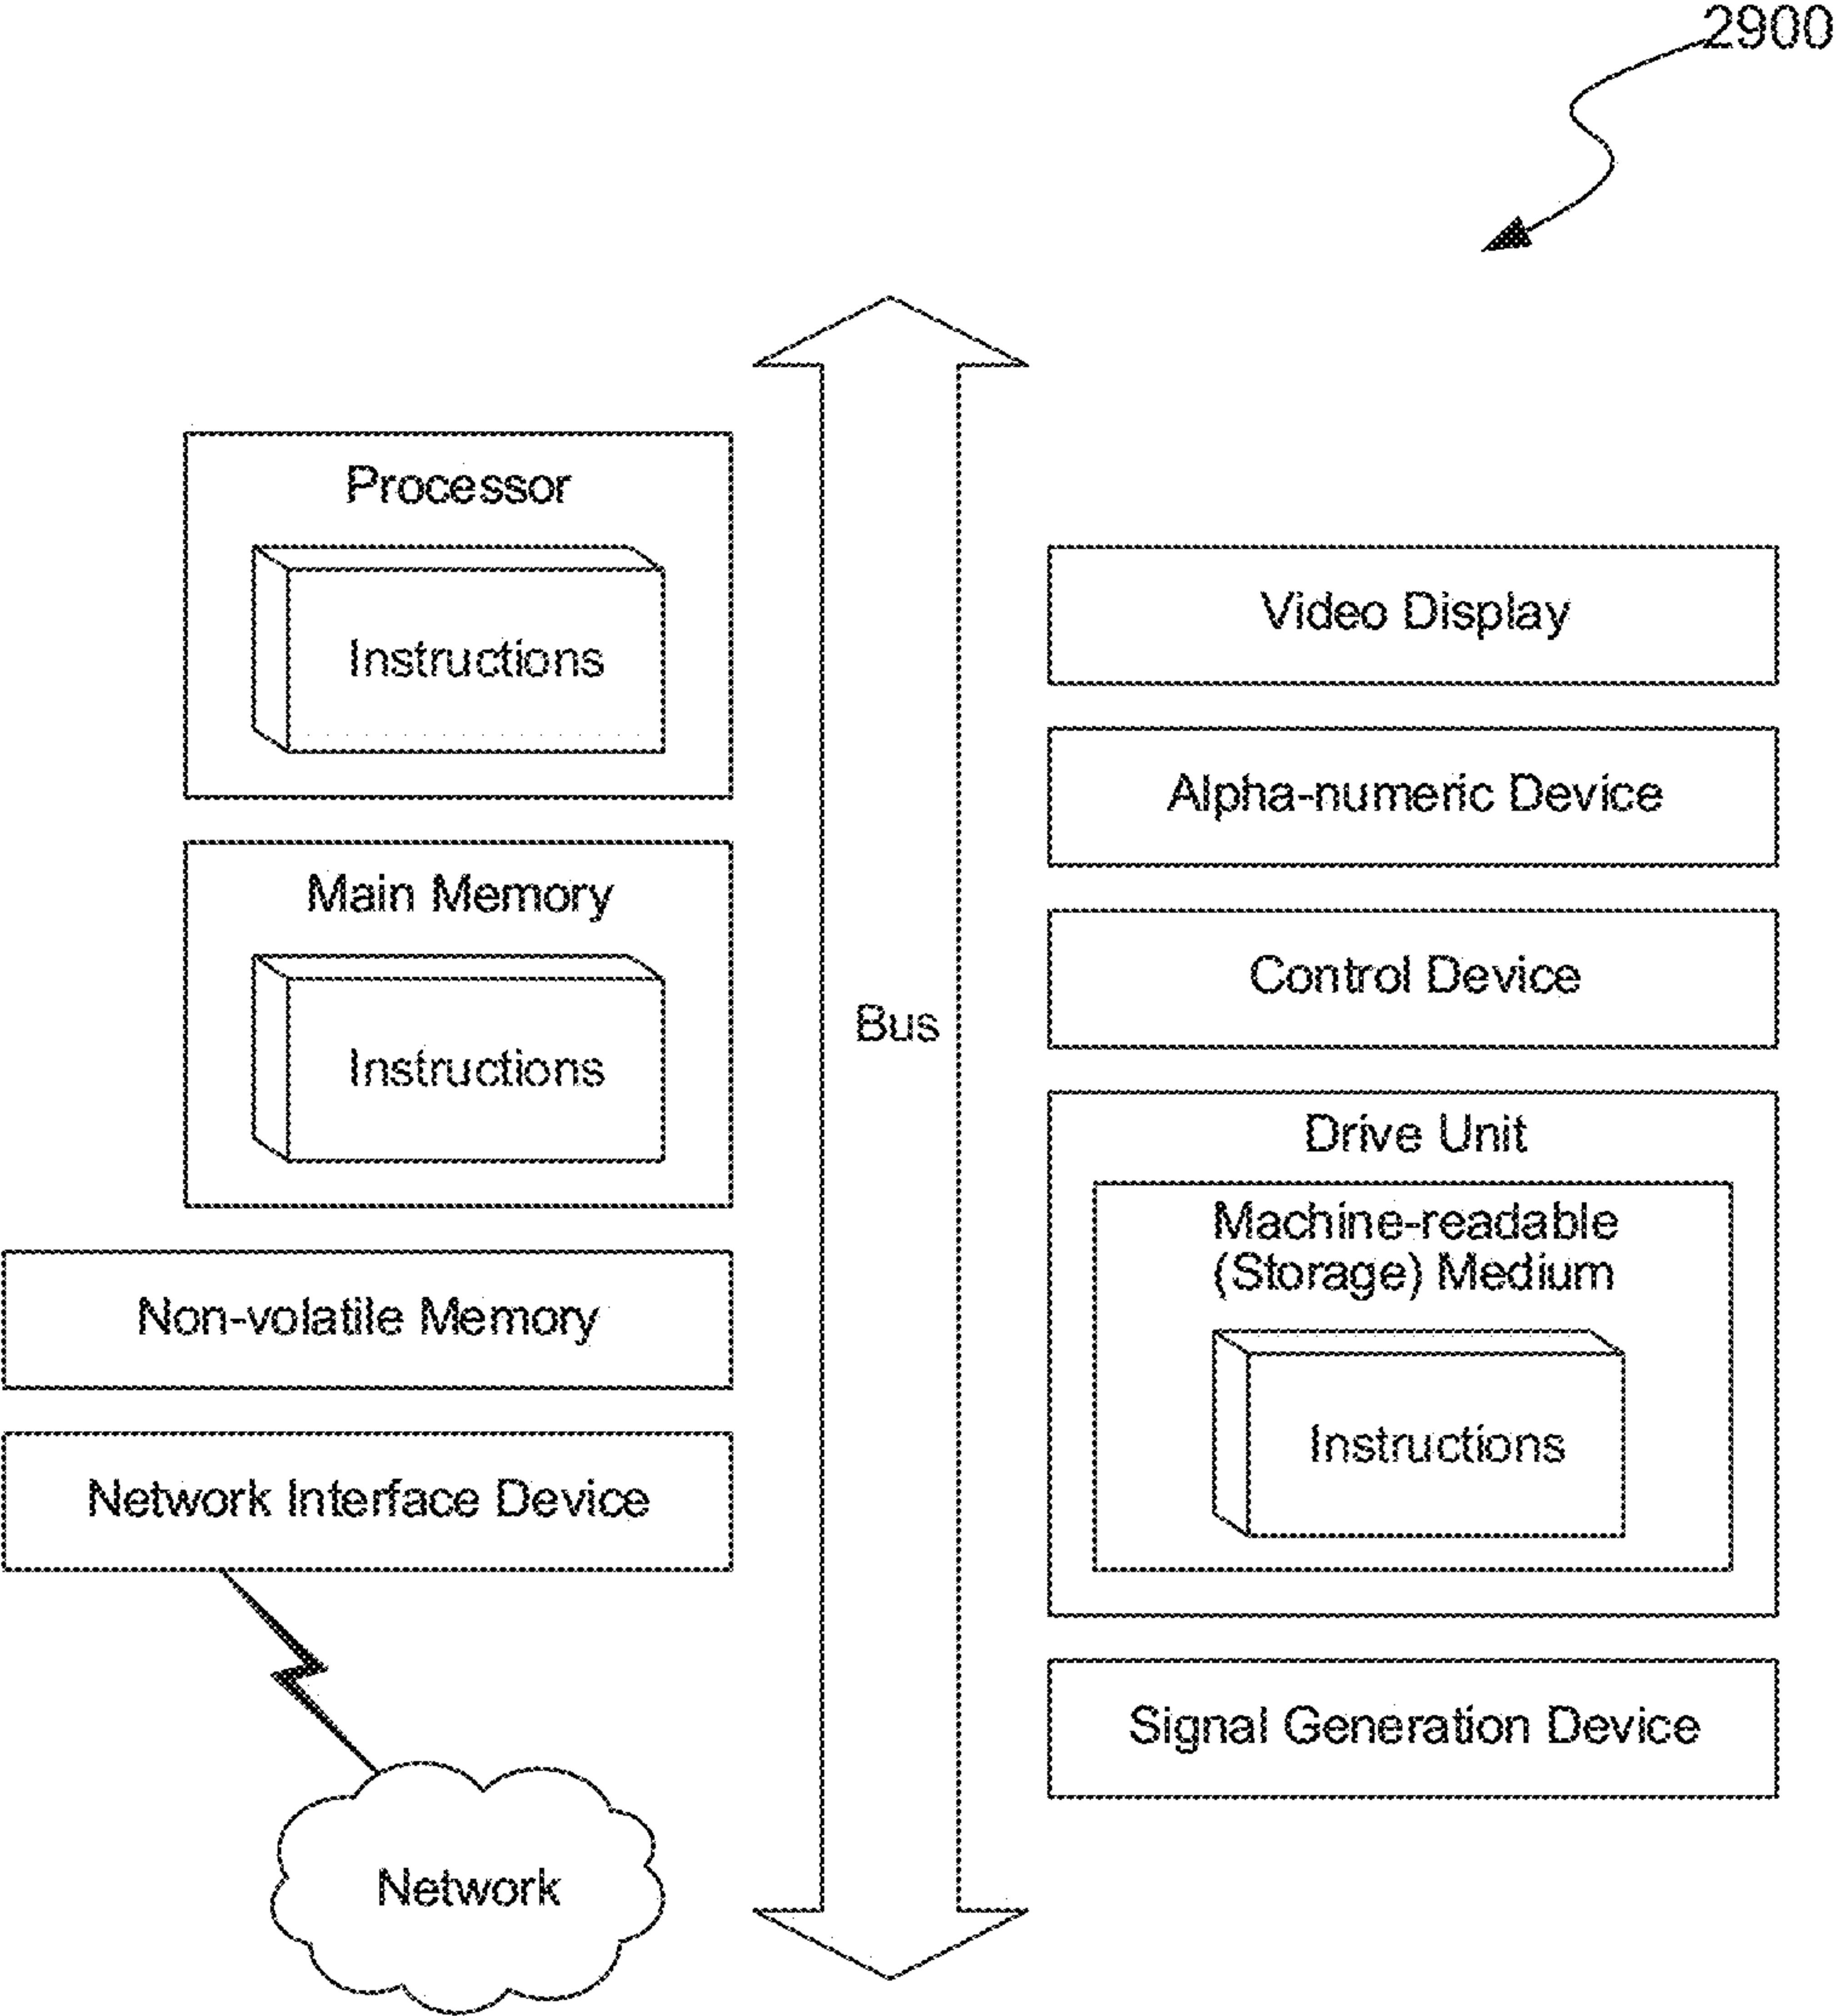 2900
Processor
Instructions
Main Memory
Instructions
Non-volatile Memory
Network Interface Device
Network
Bus
Video Display
Alpha-numeric Device
Control Device
Drive Unit
Machine-readable
(Storage) Medium
Instructions
Signal Generation Device